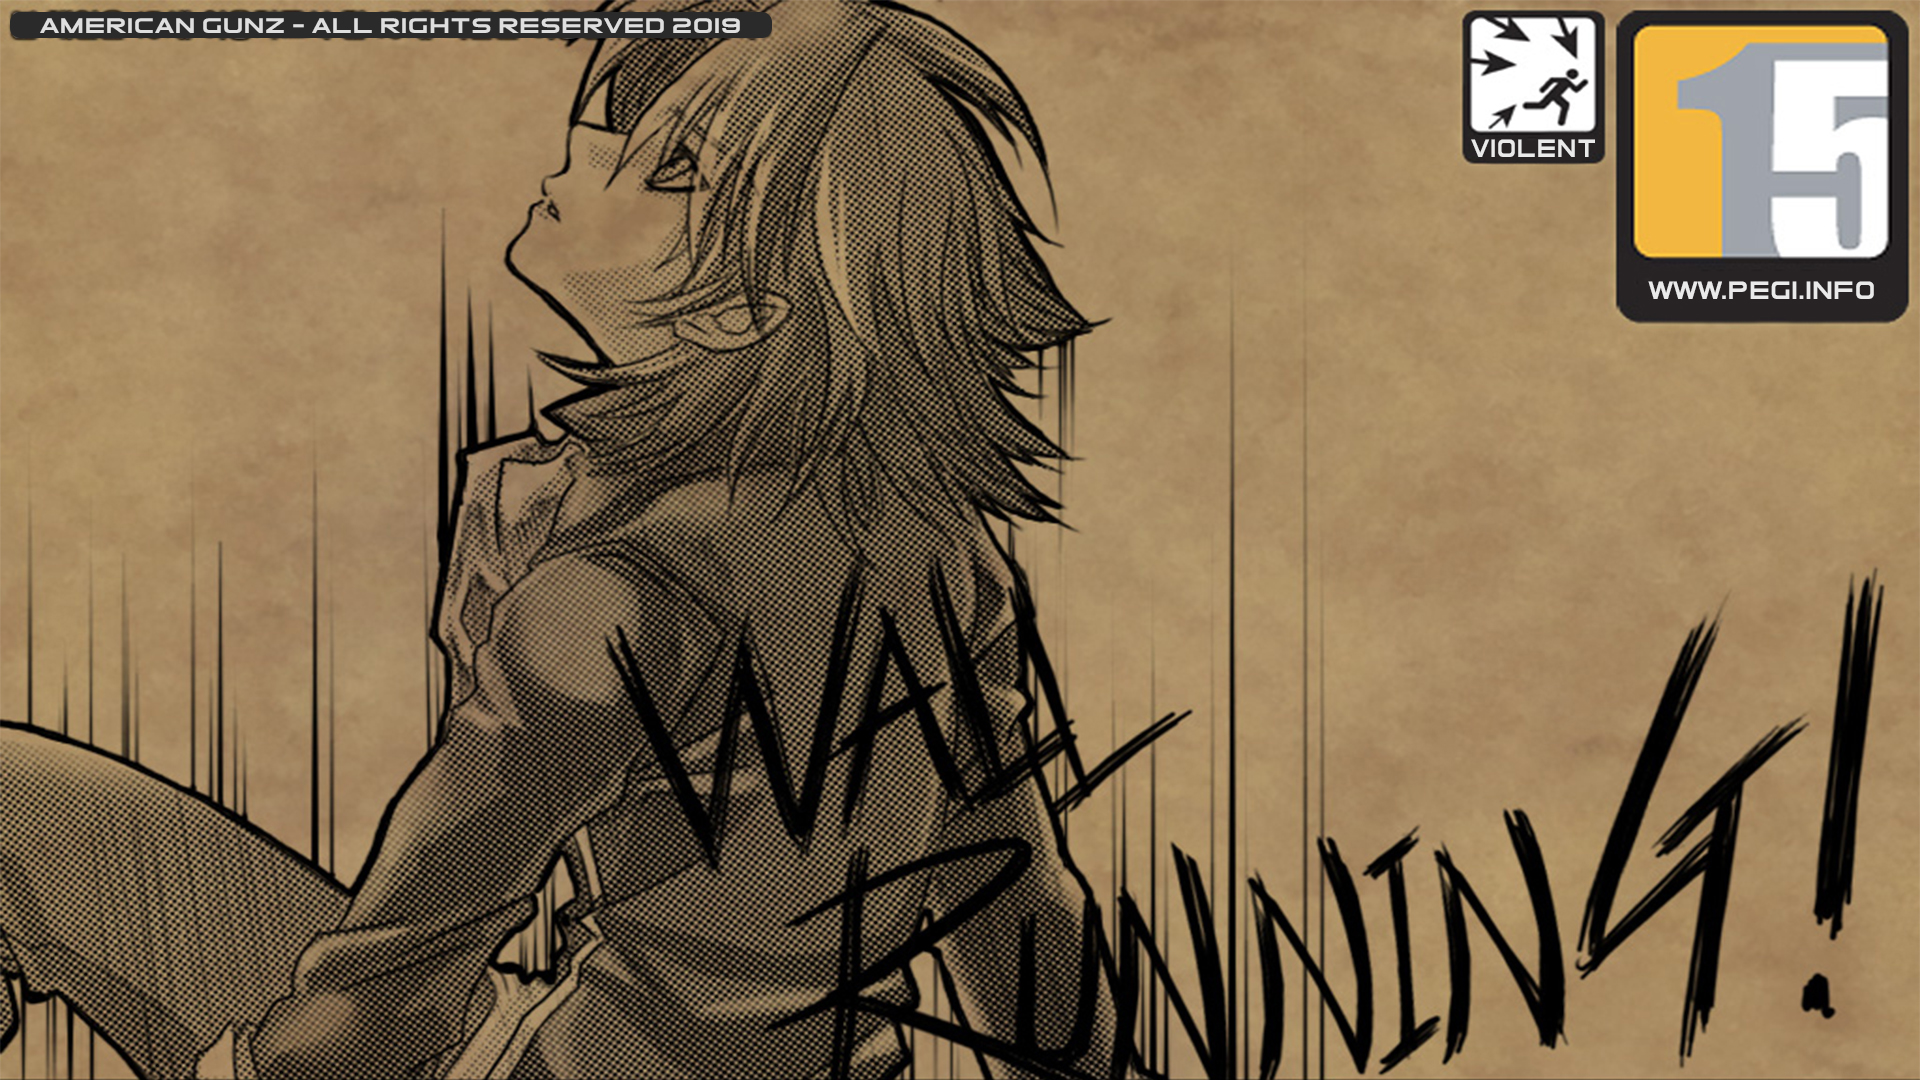 AMERICAN GUNZ - ALL RIGHTS RESERVED 2019
VIOLENT
15
WWW.PEGI.INFO
WALL
RUNNING!